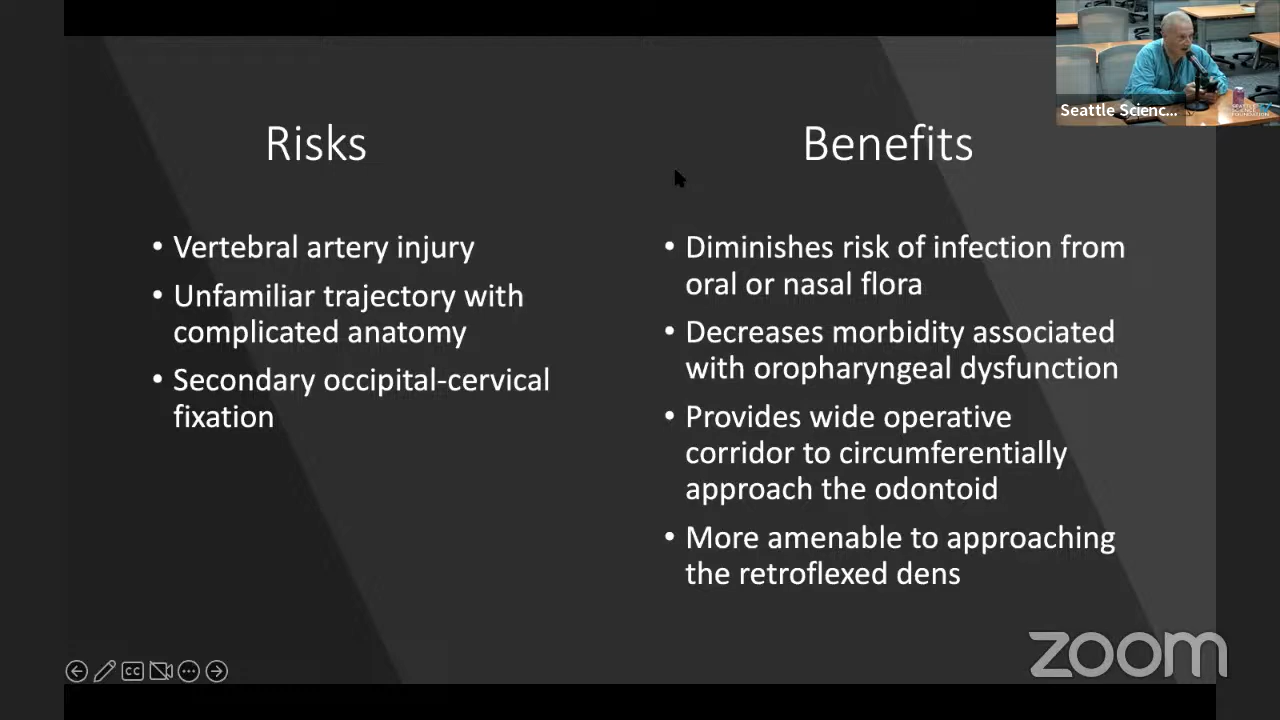 Seattle Scienc...
Risks
Vertebral artery injury
Unfamiliar trajectory with
complicated anatomy
Secondary occipital-cervical
fixation
Benefits
Diminishes risk of infection from
oral or nasal flora
Decreases morbidity associated
with oropharyngeal dysfunction
Provides wide operative
corridor to circumferentially
approach the odontoid
More amenable to approaching
the retroflexed dens
CC
zoom